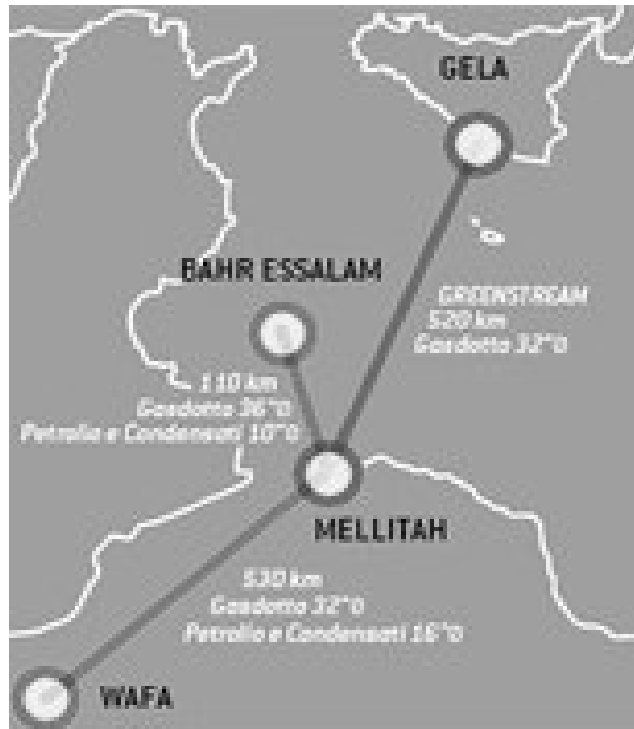 GELA
BAHR ESSALAM
GREENSTREAM
520 km
Gasdotto 32"0
110 km
Gasdotto 36"0
Petrolio e Condensati 10"0
MELLITAH
530 km
Gasdotto 32"0
Petrolio e Condensati 16"0
WAFA